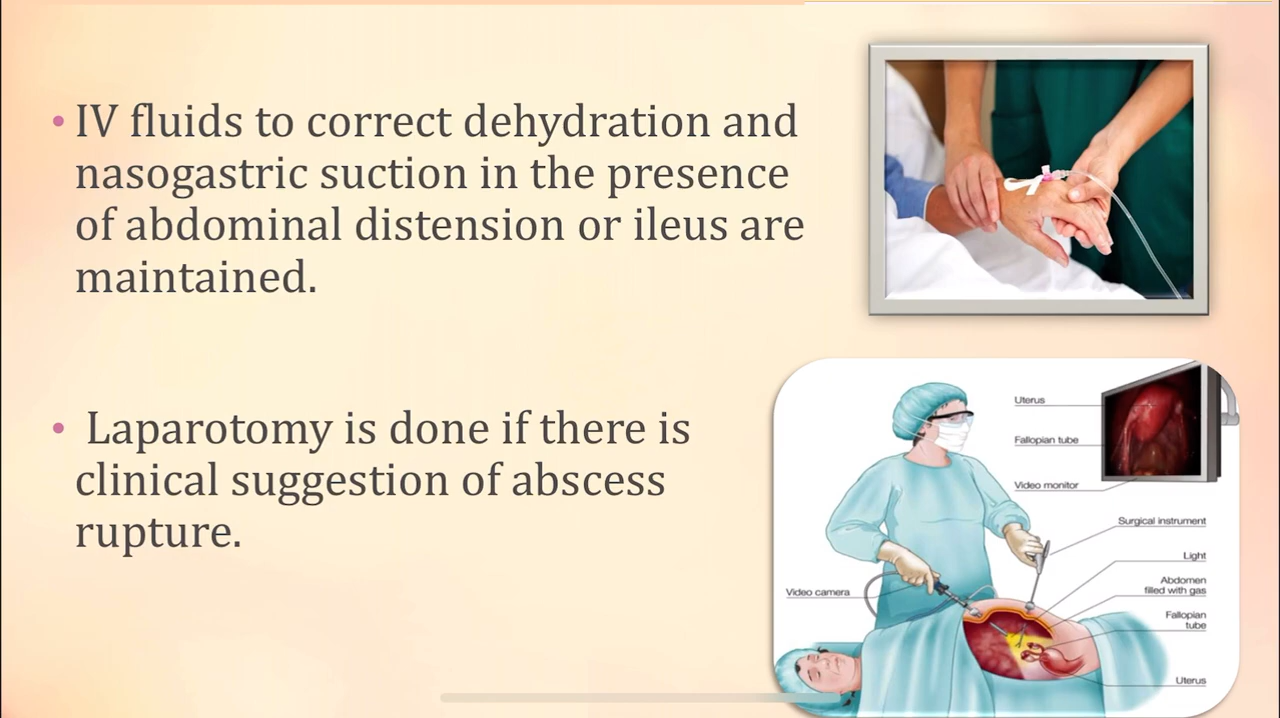 • IV fluids to correct dehydration and
nasogastric suction in the presence
of abdominal distension or ileus are
maintained.
• Laparotomy is done if there is
clinical suggestion of abscess
rupture.
Uterus
Fallopian tube
Video monitor
Surgical instrument
Light
Abdomen
filled with gas
Video camera
Fallopian
tube
Uterus